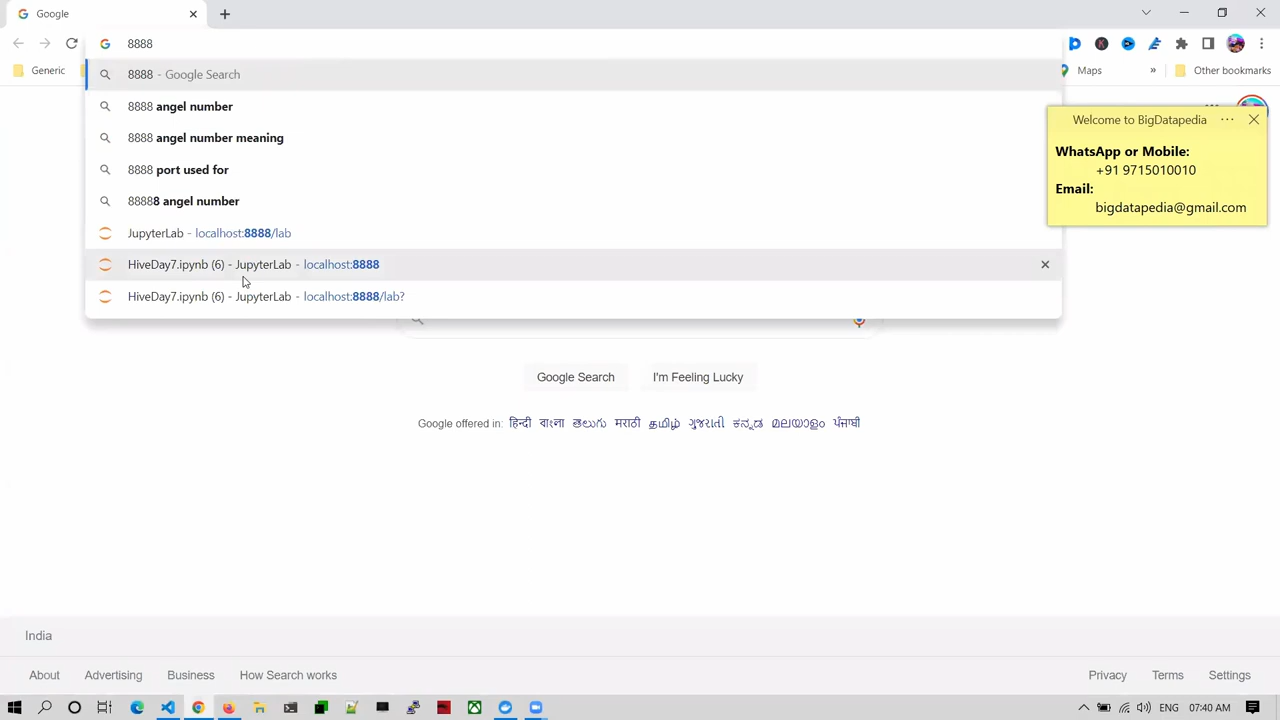 Google
8888
8888 - Google Search
8888 angel number
8888 angel number meaning
8888 port used for
88888 angel number
JupyterLab - localhost:8888/lab
HiveDay7.ipynb (6) - JupyterLab - localhost:8888
HiveDay7.ipynb (6) - JupyterLab - localhost:8888/lab?
Generic
Maps
»
Other bookmarks
Welcome to BigDatapedia
WhatsApp or Mobile:
+91 9715010010
Email:
bigdatapedia@gmail.com
Google Search
I'm Feeling Lucky
Google offered in: हिन्दी বাংলা తెలుగు मराठी தமிழ் ગુજરાતી ಕನ್ನಡ മലയാളം ਪੰਜਾਬੀ
India
About
Advertising
Business
How Search works
Privacy
Terms
Settings
ENG
07:40 AM